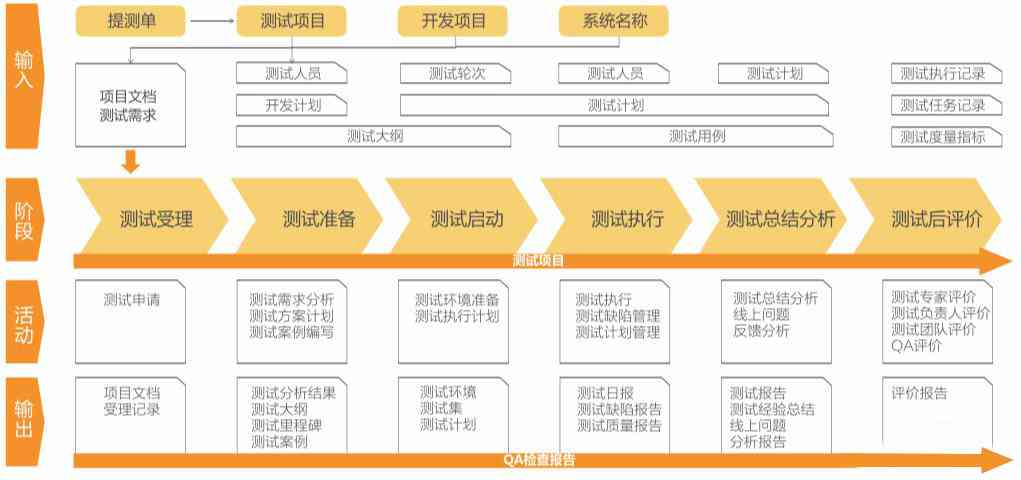 输入
提测单
测试项目
开发项目
系统名称
项目文档
测试需求
测试人员
测试轮次
测试人员
测试计划
测试执行记录
开发计划
测试计划
测试任务记录
测试大纲
测试用例
测试度量指标
阶段
测试受理
测试准备
测试启动
测试执行
测试总结分析
测试后评价
测试项目
活动
测试申请
测试需求分析
测试方案计划
测试案例编写
测试环境准备
测试执行计划
测试执行
测试缺陷管理
测试计划管理
测试总结分析
线上问题
反馈分析
测试专家评价
测试负责人评价
测试团队评价
QA评价
输出
项目文档
受理记录
测试分析结果
测试大纲
测试里程碑
测试案例
测试环境
测试集
测试计划
测试日报
测试缺陷报告
测试质量报告
测试报告
测试经验总结
线上问题
分析报告
评价报告
QA检查报告